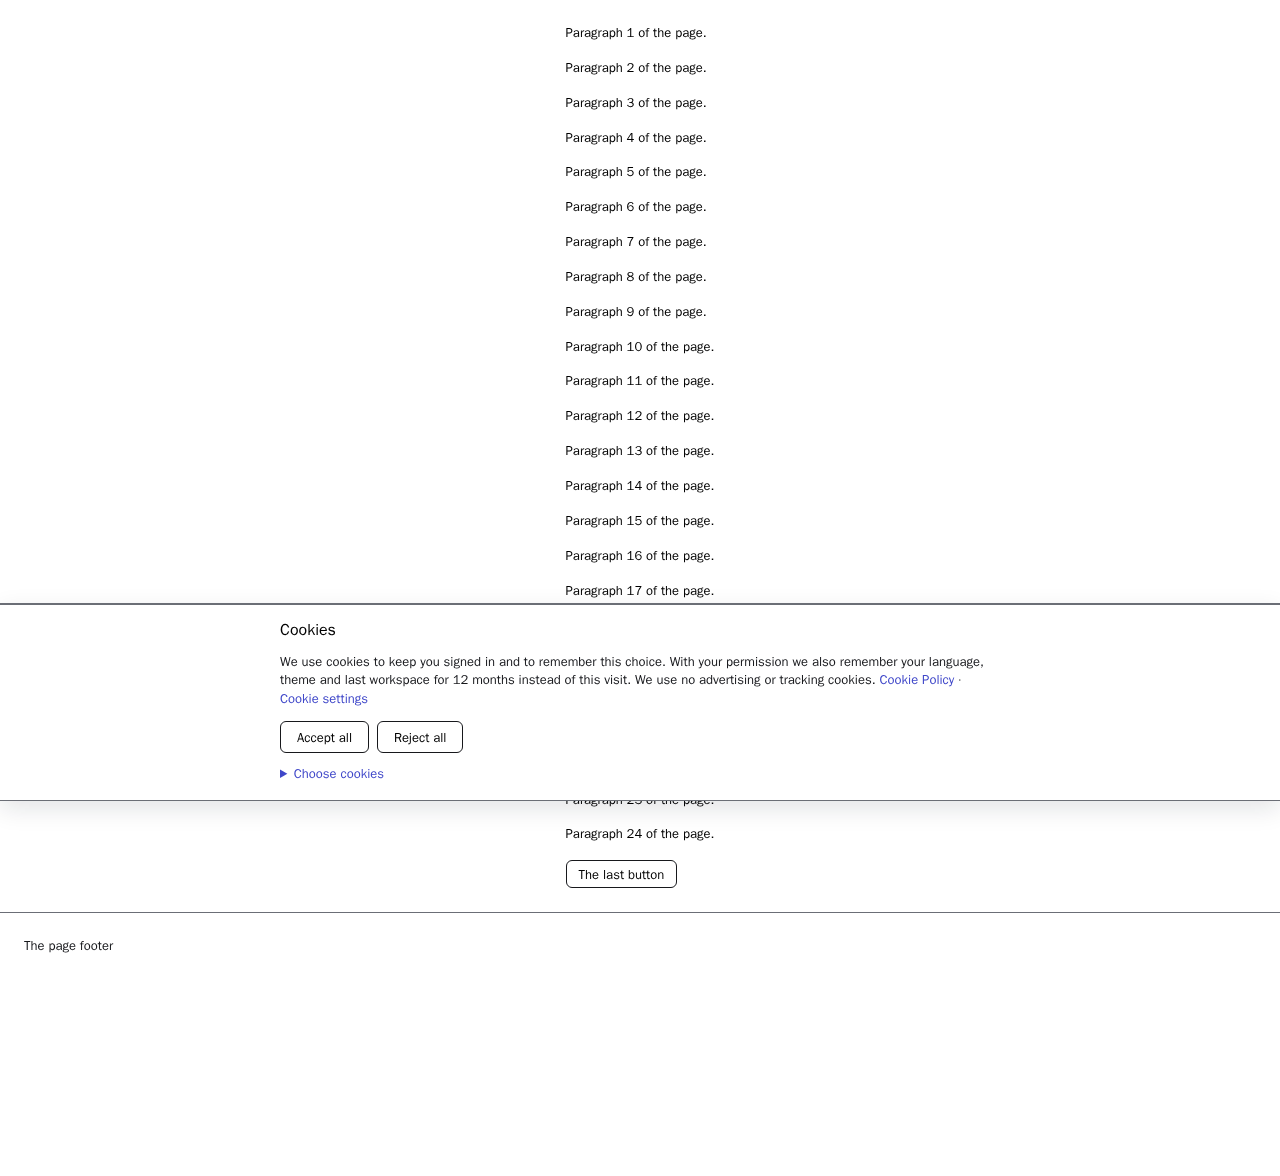 Paragraph 1 of the page.
Paragraph 2 of the page.
Paragraph 3 of the page.
Paragraph 4 of the page.
Paragraph 5 of the page.
Paragraph 6 of the page.
Paragraph 7 of the page.
Paragraph 8 of the page.
Paragraph 9 of the page.
Paragraph 10 of the page.
Paragraph 11 of the page.
Paragraph 12 of the page.
Paragraph 13 of the page.
Paragraph 14 of the page.
Paragraph 15 of the page.
Paragraph 16 of the page.
Paragraph 17 of the page.
Cookies
We use cookies to keep you signed in and to remember this choice. With your permission we also remember your language,
theme and last workspace for 12 months instead of this visit. We use no advertising or tracking cookies. Cookie Policy ·
Cookie settings
Accept all Reject all
Choose cookies
Paragraph 23 of the page.
Paragraph 24 of the page.
The last button
The page footer